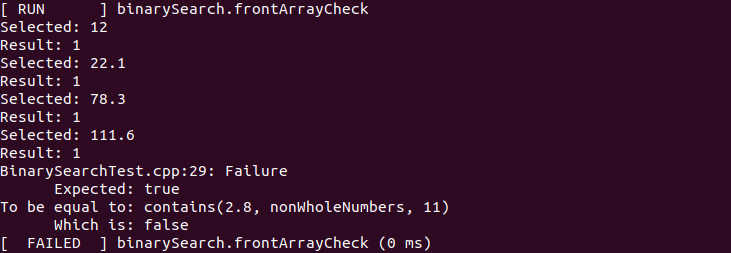 [ RUN      ] binarySearch.frontArrayCheck
Selected: 12
Result: 1
Selected: 22.1
Result: 1
Selected: 78.3
Result: 1
Selected: 111.6
Result: 1
BinarySearchTest.cpp:29: Failure
      Expected: true
To be equal to: contains(2.8, nonWholeNumbers, 11)
      Which is: false
[  FAILED  ] binarySearch.frontArrayCheck (0 ms)